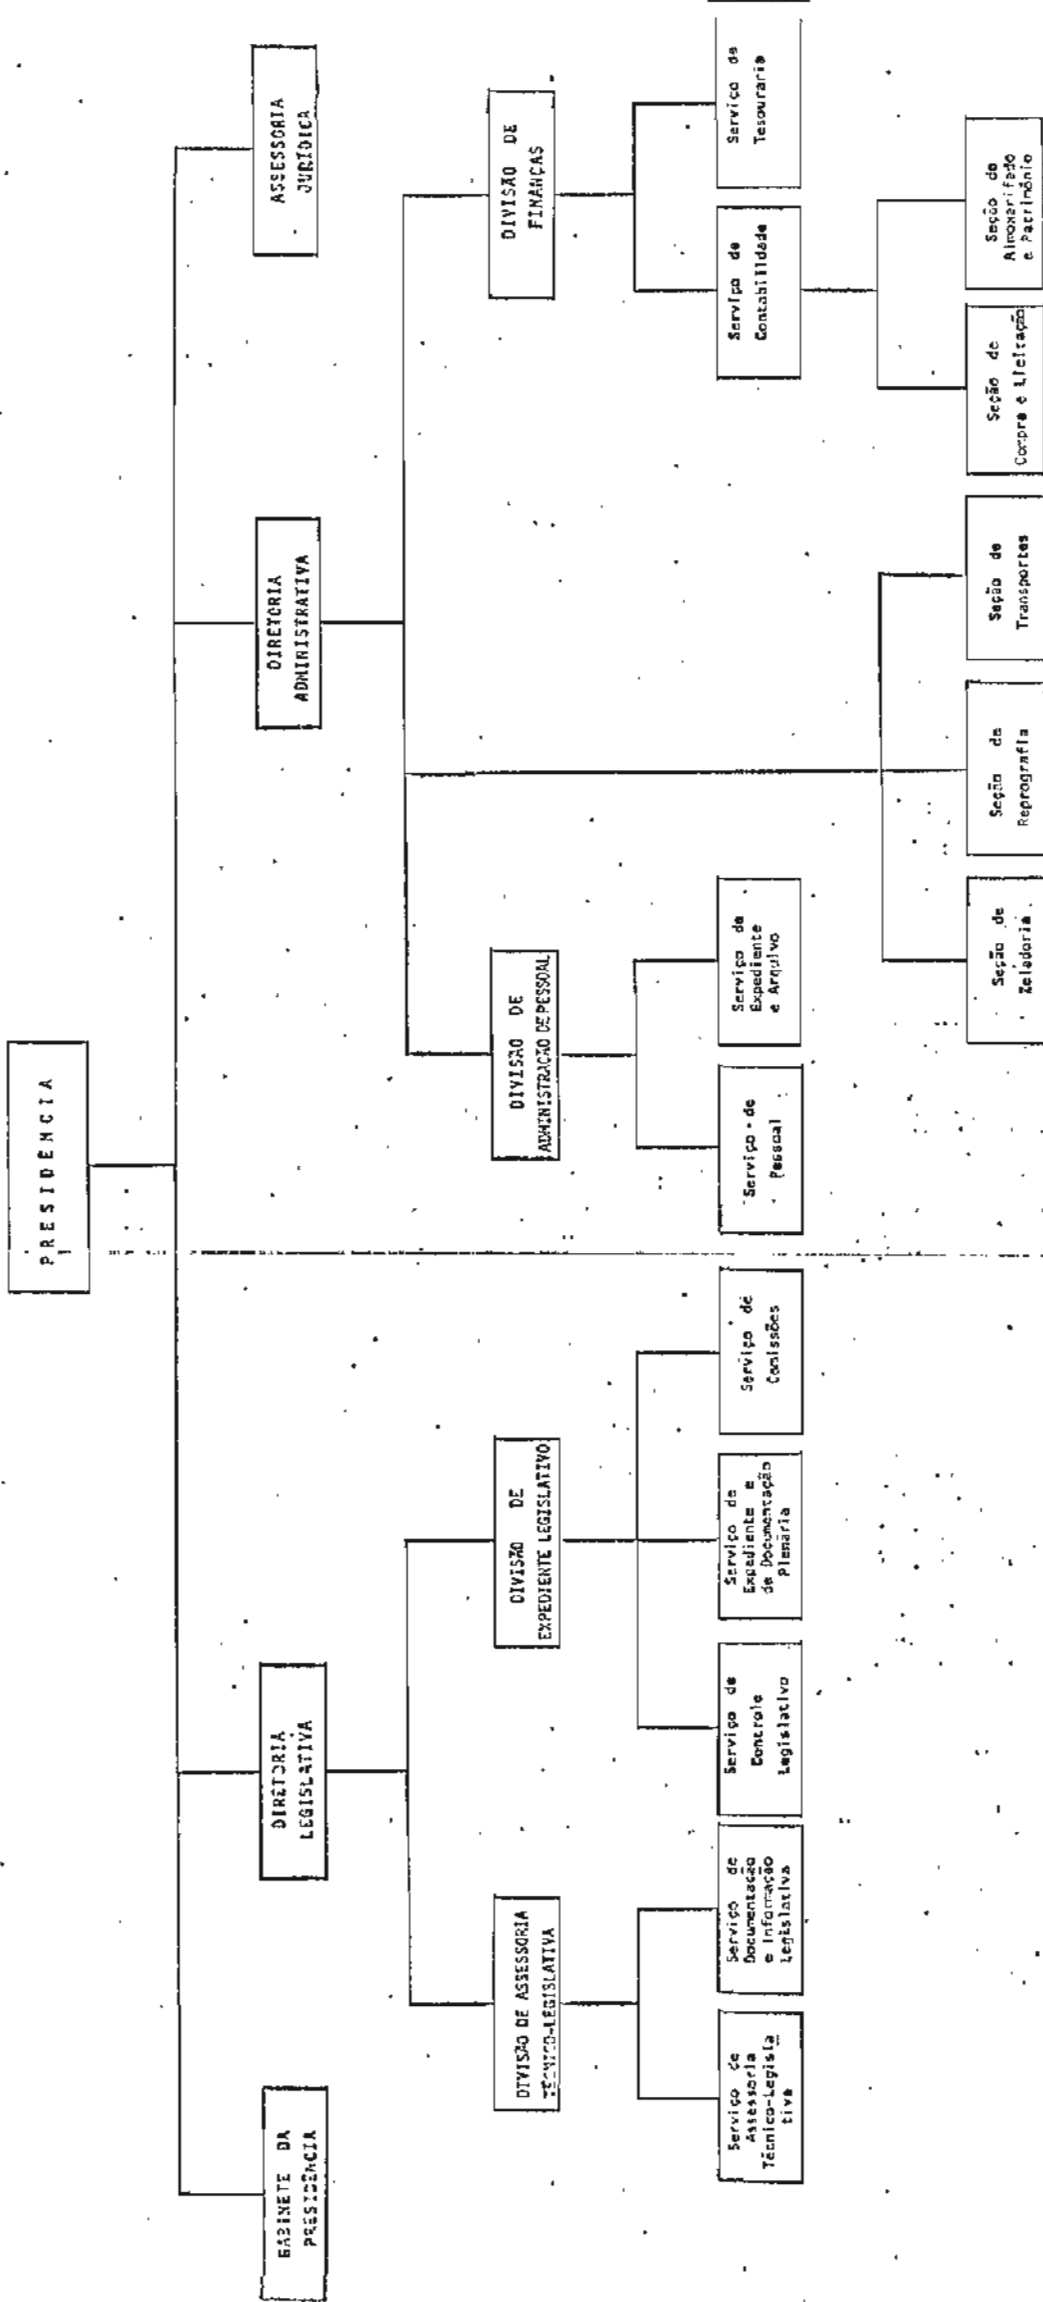 PRESIDÊNCIA
GABINETE DA
PRESIDÊNCIA
DIRETORIA
LEGISLATIVA
DIRETORIA
ADMINISTRATIVA
ASSESSORIA
JURÍDICA
DIVISÃO DE ASSESSORIA
TÉCNICO-LEGISLATIVA
DIVISÃO DE
EXPEDIENTE LEGISLATIVO
DIVISÃO DE
ADMINISTRAÇÃO DE PESSOAL
DIVISÃO DE
FINANÇAS
Serviço de
Assessoria
Técnico-Legisla
tiva
Serviço de
Documentação
e Informação
Legislativa
Serviço de
Controle
Legislativo
Serviço de
Expediente e
de Documentação
Plenária
Serviço de
Comissões
Serviço de
Pessoal
Serviço de
Expediente
e Arquivo
Serviço de
Contabilidade
Serviço de
Tesouraria
Seção de
Zeladoria
Seção de
Reprografia
Seção de
Transportes
Seção de
Compra e Licitação
Seção de
Almoxarifado
e Patrimônio